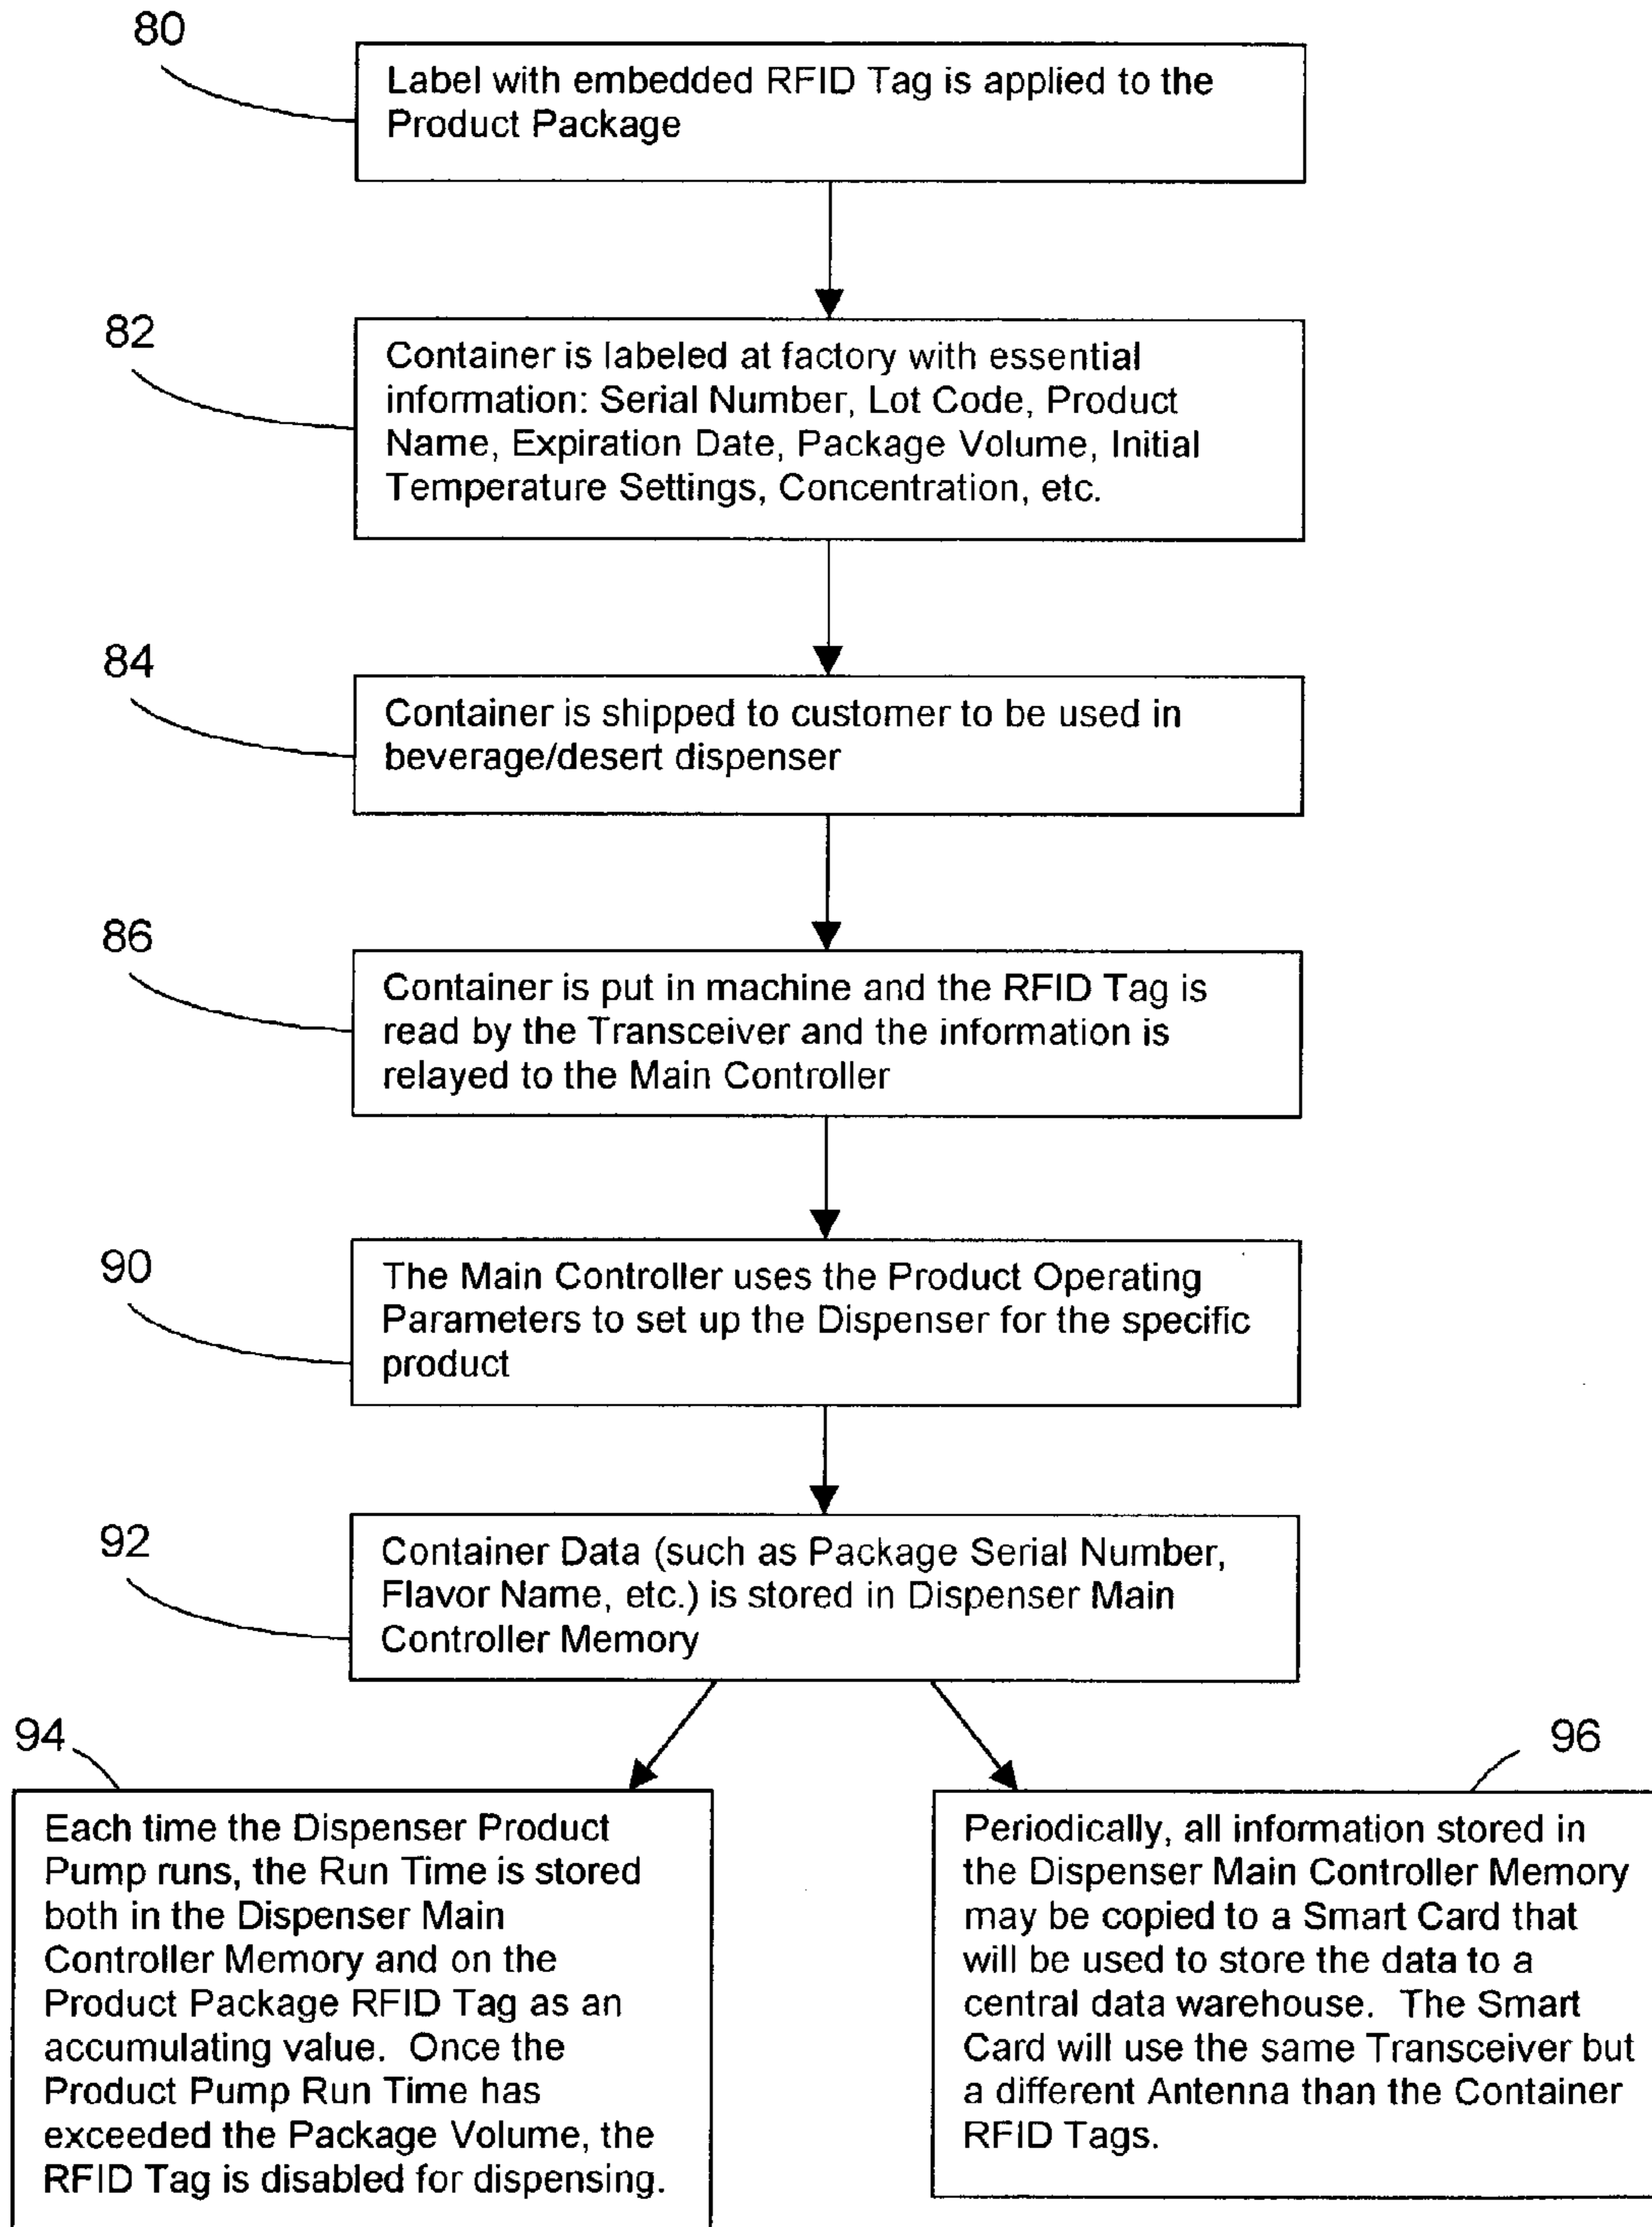 80
Label with embedded RFID Tag is applied to the
Product Package
82
Container is labeled at factory with essential
information: Serial Number, Lot Code, Product
Name, Expiration Date, Package Volume, Initial
Temperature Settings, Concentration, etc.
84
Container is shipped to customer to be used in
beverage/desert dispenser
86
Container is put in machine and the RFID Tag is
read by the Transceiver and the information is
relayed to the Main Controller
90
The Main Controller uses the Product Operating
Parameters to set up the Dispenser for the specific
product
92
Container Data (such as Package Serial Number,
Flavor Name, etc.) is stored in Dispenser Main
Controller Memory
94
Each time the Dispenser Product
Pump runs, the Run Time is stored
both in the Dispenser Main
Controller Memory and on the
Product Package RFID Tag as an
accumulating value.  Once the
Product Pump Run Time has
exceeded the Package Volume, the
RFID Tag is disabled for dispensing.
96
Periodically, all information stored in
the Dispenser Main Controller Memory
may be copied to a Smart Card that
will be used to store the data to a
central data warehouse.  The Smart
Card will use the same Transceiver but
a different Antenna than the Container
RFID Tags.